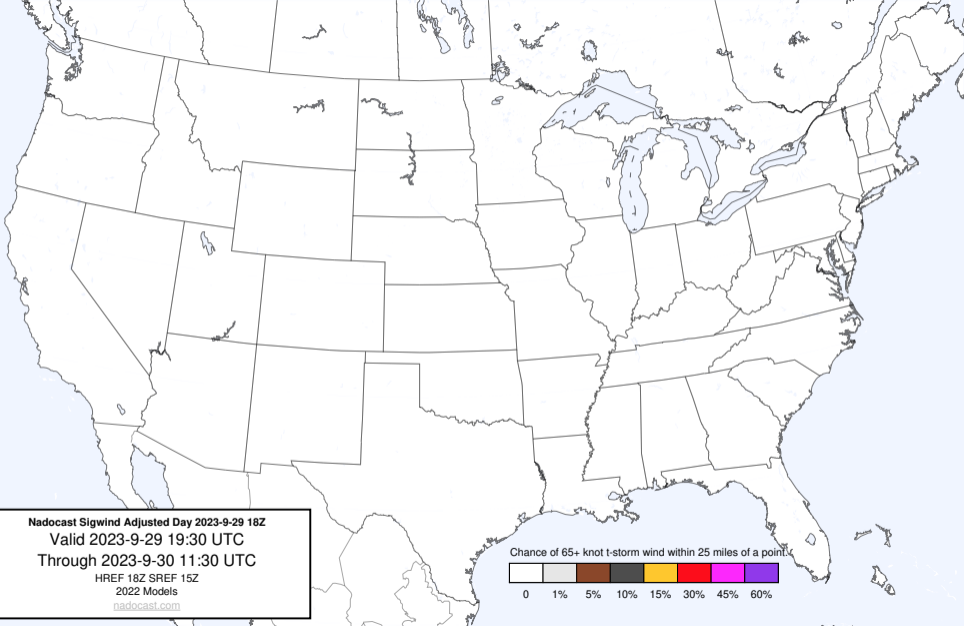 Nadocast Sigwind Adjusted Day 2023-9-29 18Z
Valid 2023-9-29 19:30 UTC
Through 2023-9-30 11:30 UTC
HREF 18Z SREF 15Z
2022 Models
nadocast.com
Chance of 65+ knot t-storm wind within 25 miles of a point.
0 1% 5% 10% 15% 30% 45% 60%